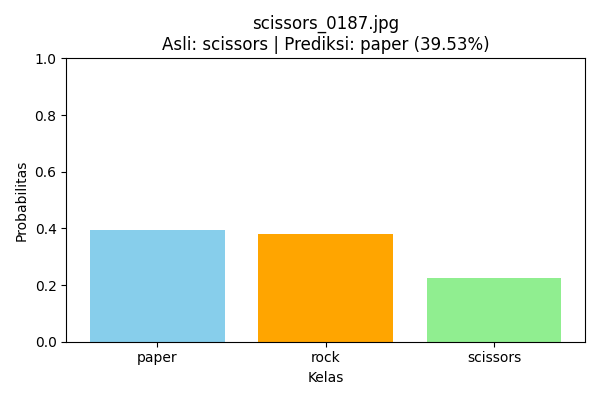 scissors_0187.jpg
Asli: scissors | Prediksi: paper (39.53%)
1.0
0.8
0.6
0.4
0.2
0.0
Probabilitas
paper rock scissors
Kelas